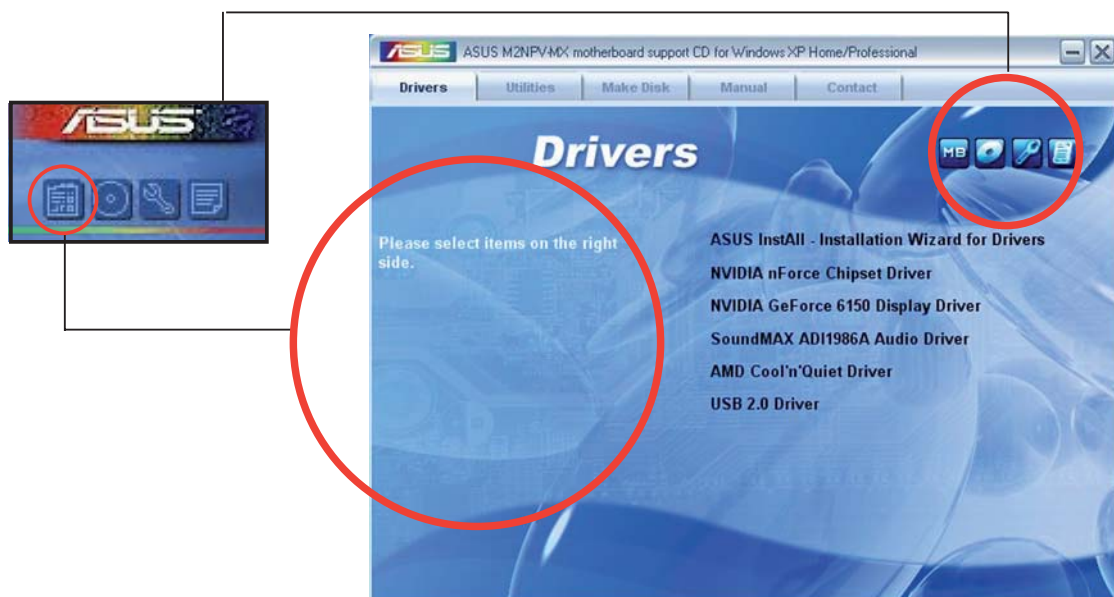 ASUS
ASUS M2NPV-MX motherboard support CD for Windows XP Home/Professional
Drivers
Utilities
Make Disk
Manual
Contact
ASUS
Drivers
MB
Please select items on the right
side.
ASUS InstAll - Installation Wizard for Drivers
NVIDIA nForce Chipset Driver
NVIDIA GeForce 6150 Display Driver
SoundMAX ADI1986A Audio Driver
AMD Cool'n'Quiet Driver
USB 2.0 Driver